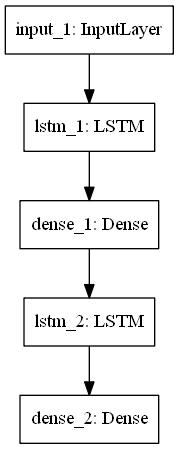 input_1: InputLayer
lstm_1: LSTM
dense_1: Dense
lstm_2: LSTM
dense_2: Dense